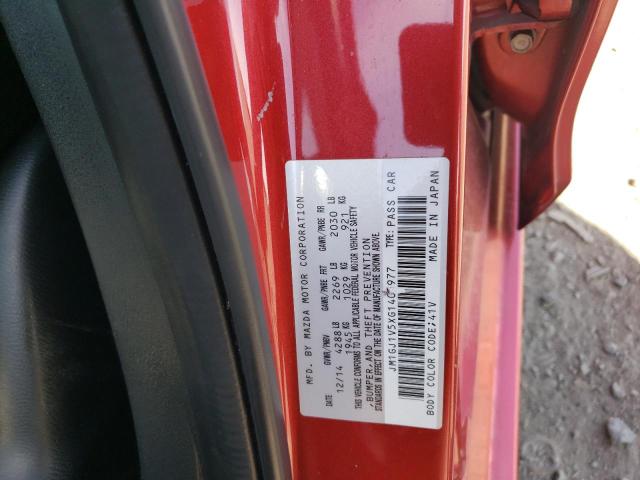 MFD. BY MAZDA MOTOR CORPORATION
DATE GVWR/PNBV GAWR/PNBE FRT GAWR/PNBE RR
12/14 4288 LB 2269 LB 2030 LB
1945 KG 1029 KG 921 KG
THIS VEHICLE CONFORMS TO ALL APPLICABLE FEDERAL MOTOR VEHICLE SAFETY
,BUMPER,AND THEFT PREVENTION
STANDARDS IN EFFECT ON THE DATE OF MANUFACTURE SHOWN ABOVE.
TYPE: PASS CAR
BODY COLOR CODE: 41V MADE IN JAPAN